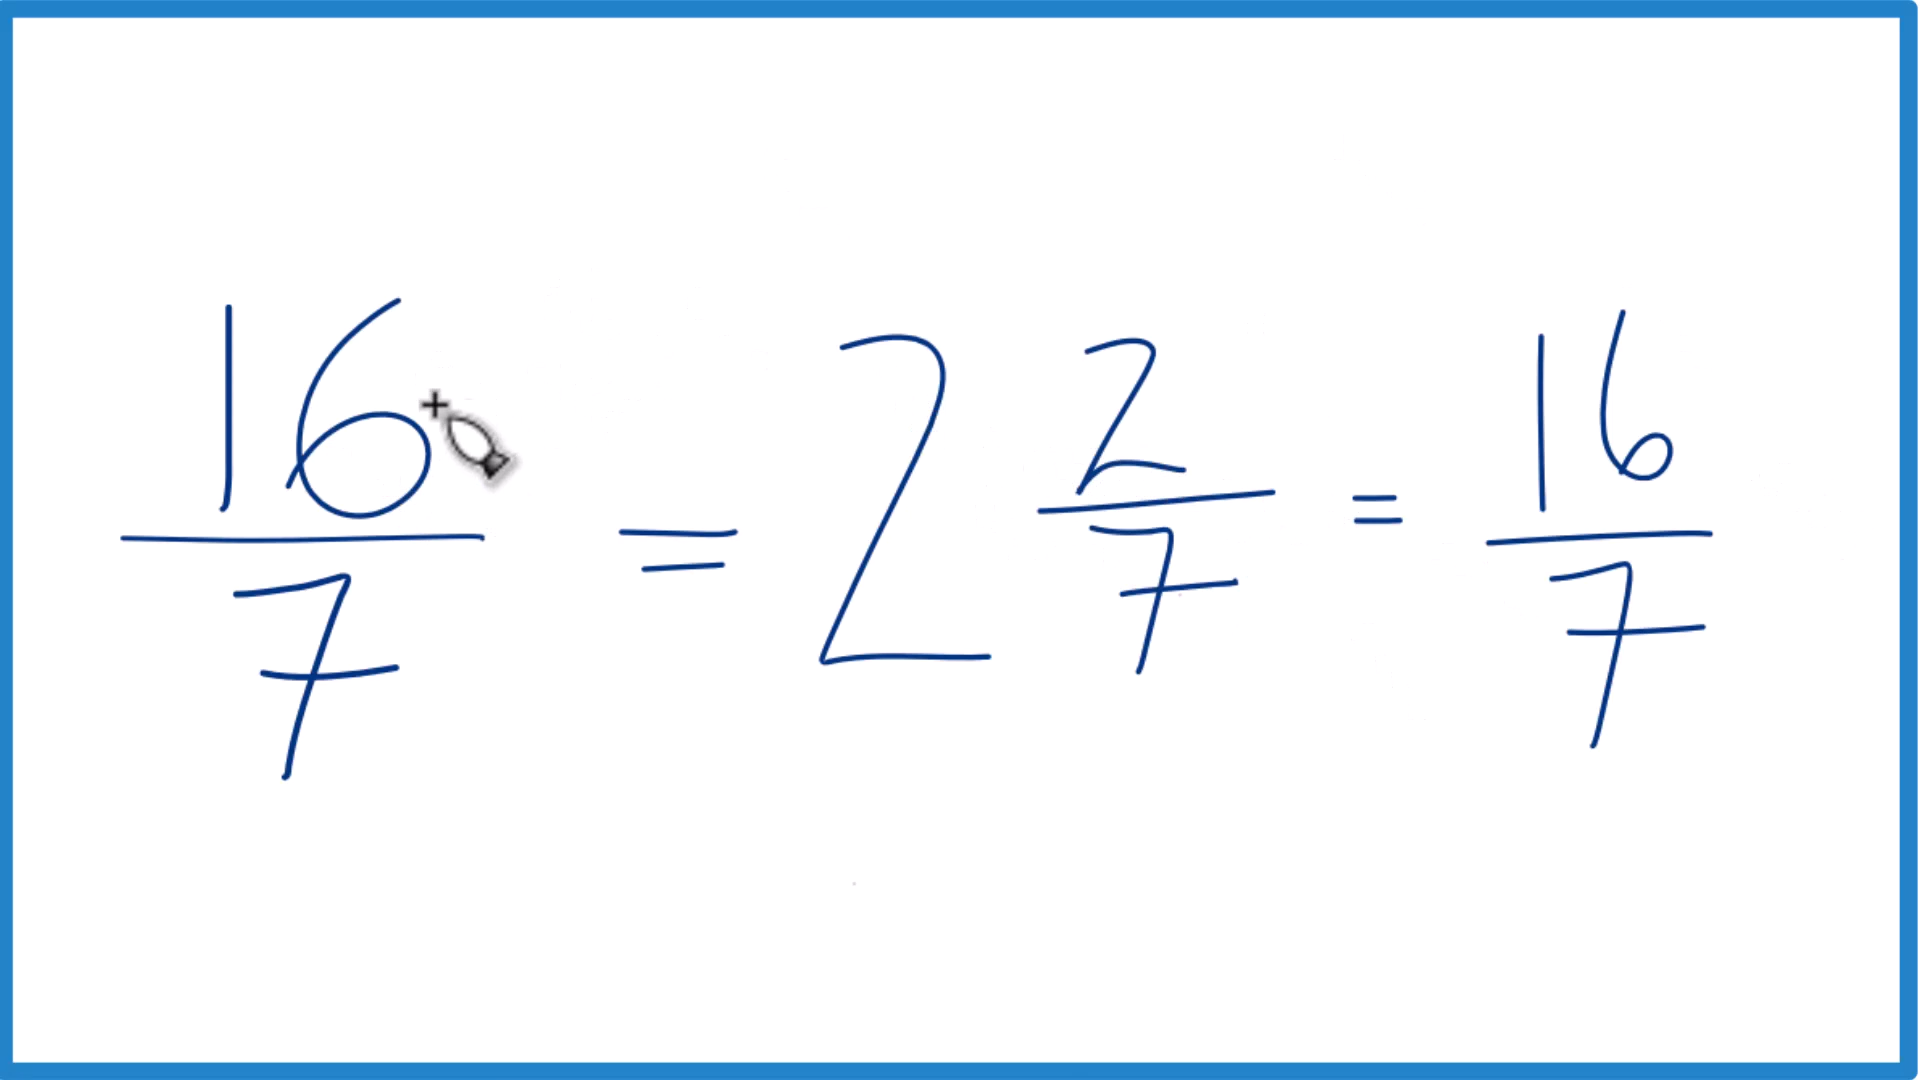 16/7 = 2 2/7 = 16/7